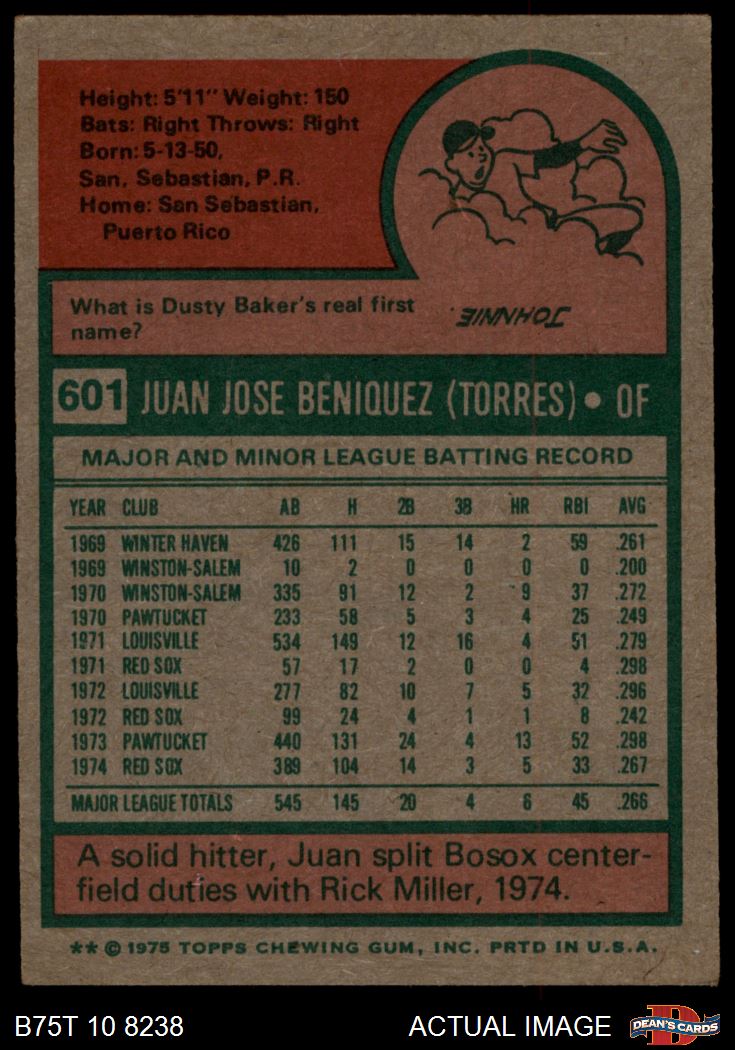 Height: 5'11" Weight: 150
Bats: Right Throws: Right
Born: 5-13-50,
San, Sebastian, P.R.
Home: San Sebastian,
Puerto Rico
What is Dusty Baker's real first
name?
JOHNNIE.
601 JUAN JOSE BENIQUEZ (TORRES) • OF
MAJOR AND MINOR LEAGUE BATTING RECORD
YEAR CLUB AB H 2B 3B HR RBI AVG
1969 WINTER HAVEN 426 111 15 14 2 59 .261
1969 WINSTON-SALEM 10 2 0 0 0 0 .200
1970 WINSTON-SALEM 335 91 12 2 9 37 .272
1970 PAWTUCKET 233 58 5 3 4 25 .249
1971 LOUISVILLE 534 149 12 16 4 51 .279
1971 RED SOX 57 17 2 0 0 4 .298
1972 LOUISVILLE 277 82 10 7 5 32 .296
1972 RED SOX 99 24 4 1 1 8 .242
1973 PAWTUCKET 440 131 24 4 13 52 .298
1974 RED SOX 389 104 14 3 5 33 .267
MAJOR LEAGUE TOTALS 545 145 20 4 6 45 .266
A solid hitter, Juan split Bosox center-
field duties with Rick Miller, 1974.
** © 1975 TOPPS CHEWING GUM, INC. PRTD IN U.S.A.
B75T 10 8238 ACTUAL IMAGE DEAN'S CARDS